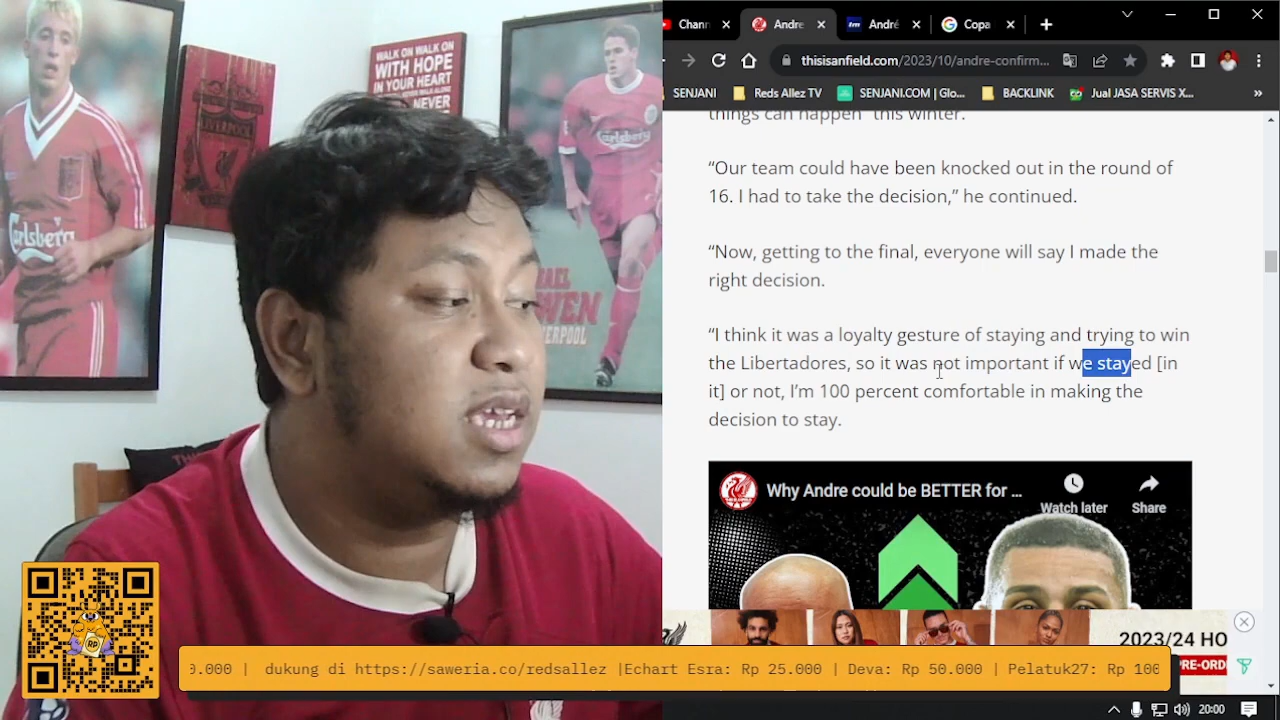 Carlsberg
LIVERPOOL
WALK ON WALK ON
WITH HOPE
IN YOUR HEART
NEVER
Carlsberg
WEN
ERPOOL
Chann
Andre
André
Copa
thisisanfield.com/2023/10/andre-confirm...
SENJANI
Reds Allez TV
SENJANI.COM | Glo...
BACKLINK
Jual JASA SERVIS X...
»
things can happen” this winter.
“Our team could have been knocked out in the round of
16. I had to take the decision,” he continued.
“Now, getting to the final, everyone will say I made the
right decision.
“I think it was a loyalty gesture of staying and trying to win
the Libertadores, so it was not important if we stayed [in
it] or not, I’m 100 percent comfortable in making the
decision to stay.
Why Andre could be BETTER for ...
Watch later
Share
2023/24 HO
PRE-ORD
RP
0.000 | dukung di https://saweria.co/redsallez |Echart Esra: Rp 25.000 | Deva: Rp 50.000 | Pelatuk27: Rp 100
20:00